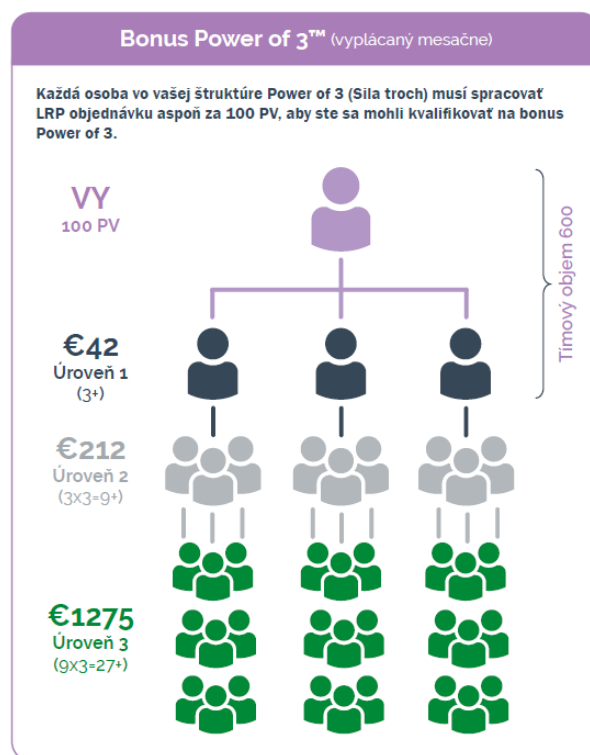 Bonus Power of 3™ (vyplácaný mesačne)
Každá osoba vo vašej štruktúre Power of 3 (Sila troch) musí spracovať
LRP objednávku aspoň za 100 PV, aby ste sa mohli kvalifikovať na bonus
Power of 3.
VY
100 PV
Tímový objem 600
€42
Úroveň 1
(3+)
€212
Úroveň 2
(3x3=9+)
€1275
Úroveň 3
(9x3=27+)